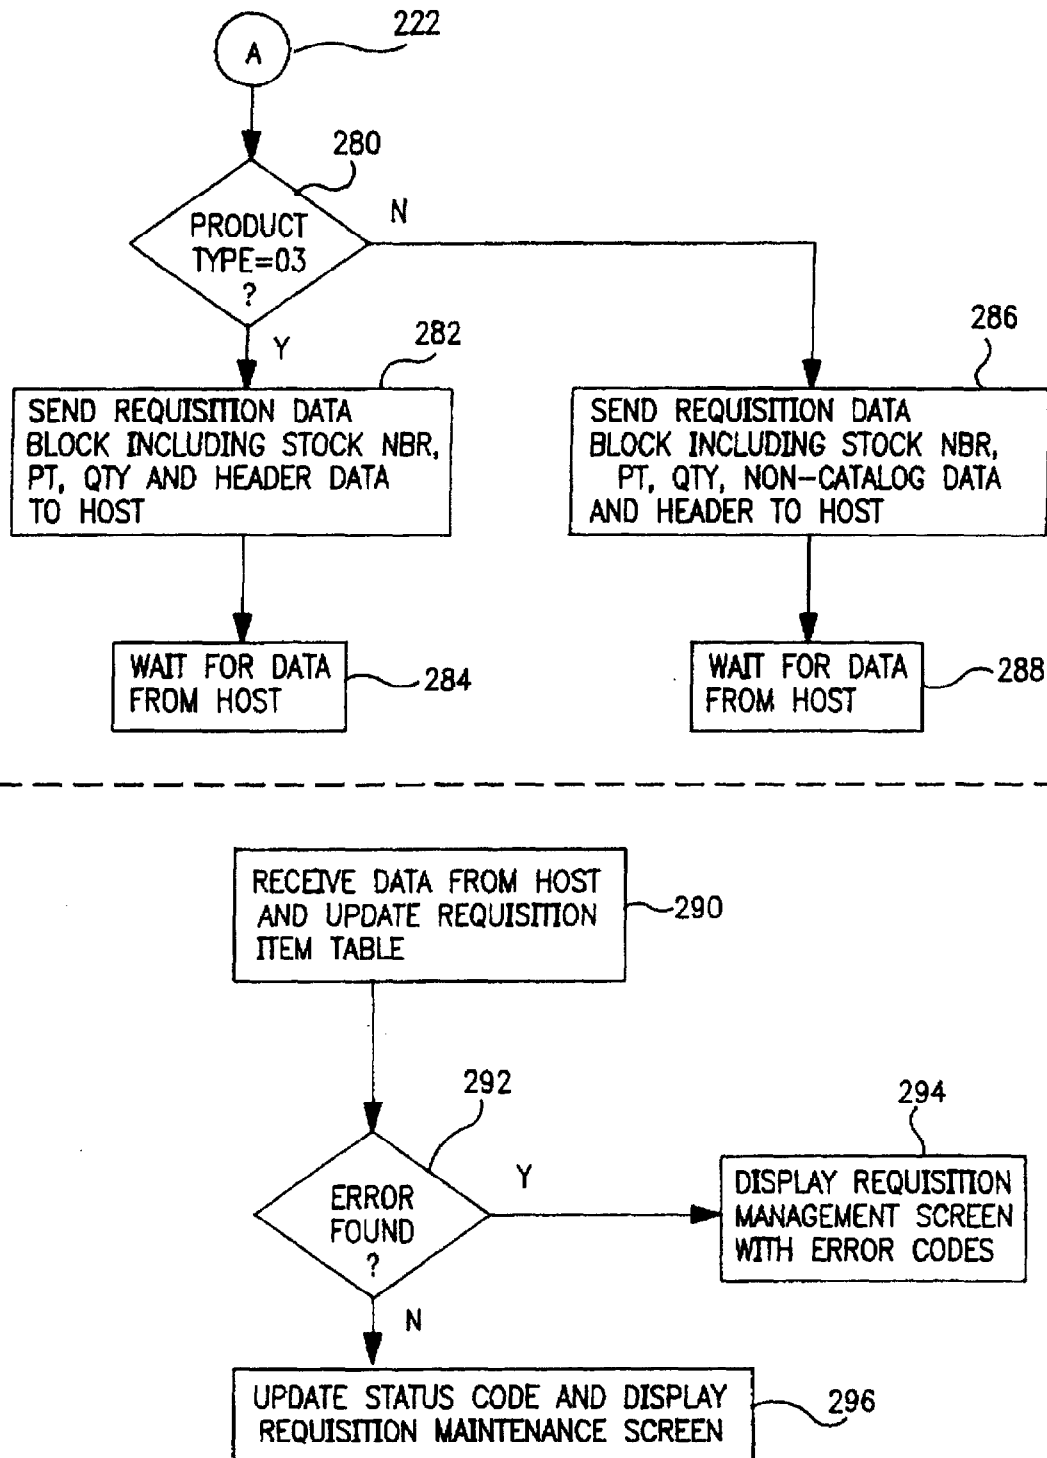 222
A
280
PRODUCT
TYPE=03
?
N
Y
282
SEND REQUISITION DATA
BLOCK INCLUDING STOCK NBR,
PT, QTY AND HEADER DATA
TO HOST
286
SEND REQUISITION DATA
BLOCK INCLUDING STOCK NBR,
PT, QTY, NON-CATALOG DATA
AND HEADER TO HOST
WAIT FOR DATA
FROM HOST
284
WAIT FOR DATA
FROM HOST
288
RECEIVE DATA FROM HOST
AND UPDATE REQUISITION
ITEM TABLE
290
292
ERROR
FOUND
?
Y
N
294
DISPLAY REQUISITION
MANAGEMENT SCREEN
WITH ERROR CODES
UPDATE STATUS CODE AND DISPLAY
REQUISITION MAINTENANCE SCREEN
296